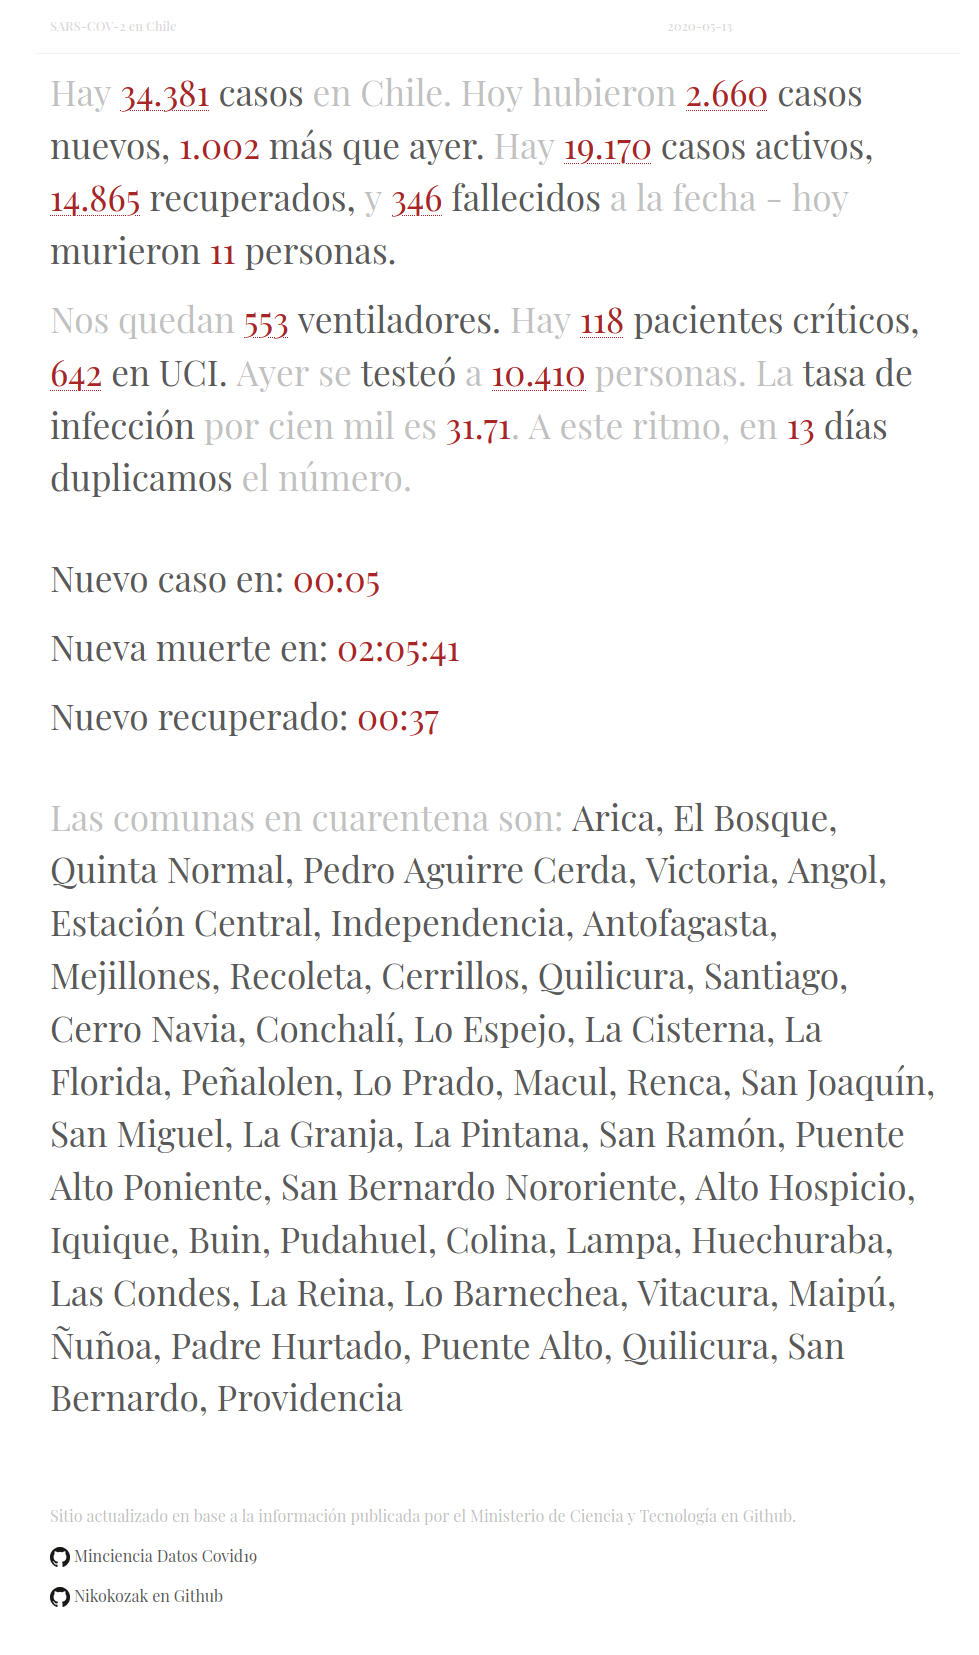 SARS-COV-2 en Chile 2020-05-13
Hay 34.381 casos en Chile. Hoy hubieron 2.660 casos
nuevos, 1.002 más que ayer. Hay 19.170 casos activos,
14.865 recuperados, y 346 fallecidos a la fecha - hoy
murieron 11 personas.
Nos quedan 553 ventiladores. Hay 118 pacientes críticos,
642 en UCI. Ayer se testeó a 10.410 personas. La tasa de
infección por cien mil es 31.71. A este ritmo, en 13 días
duplicamos el número.
Nuevo caso en: 00:05
Nueva muerte en: 02:05:41
Nuevo recuperado: 00:37
Las comunas en cuarentena son: Arica, El Bosque,
Quinta Normal, Pedro Aguirre Cerda, Victoria, Angol,
Estación Central, Independencia, Antofagasta,
Mejillones, Recoleta, Cerrillos, Quilicura, Santiago,
Cerro Navia, Conchalí, Lo Espejo, La Cisterna, La
Florida, Peñalolen, Lo Prado, Macul, Renca, San Joaquín,
San Miguel, La Granja, La Pintana, San Ramón, Puente
Alto Poniente, San Bernardo Nororiente, Alto Hospicio,
Iquique, Buin, Pudahuel, Colina, Lampa, Huechuraba,
Las Condes, La Reina, Lo Barnechea, Vitacura, Maipú,
Ñuñoa, Padre Hurtado, Puente Alto, Quilicura, San
Bernardo, Providencia
Sitio actualizado en base a la información publicada por el Ministerio de Ciencia y Tecnología en Github.
Minciencia Datos Covid19
Nikokozak en Github